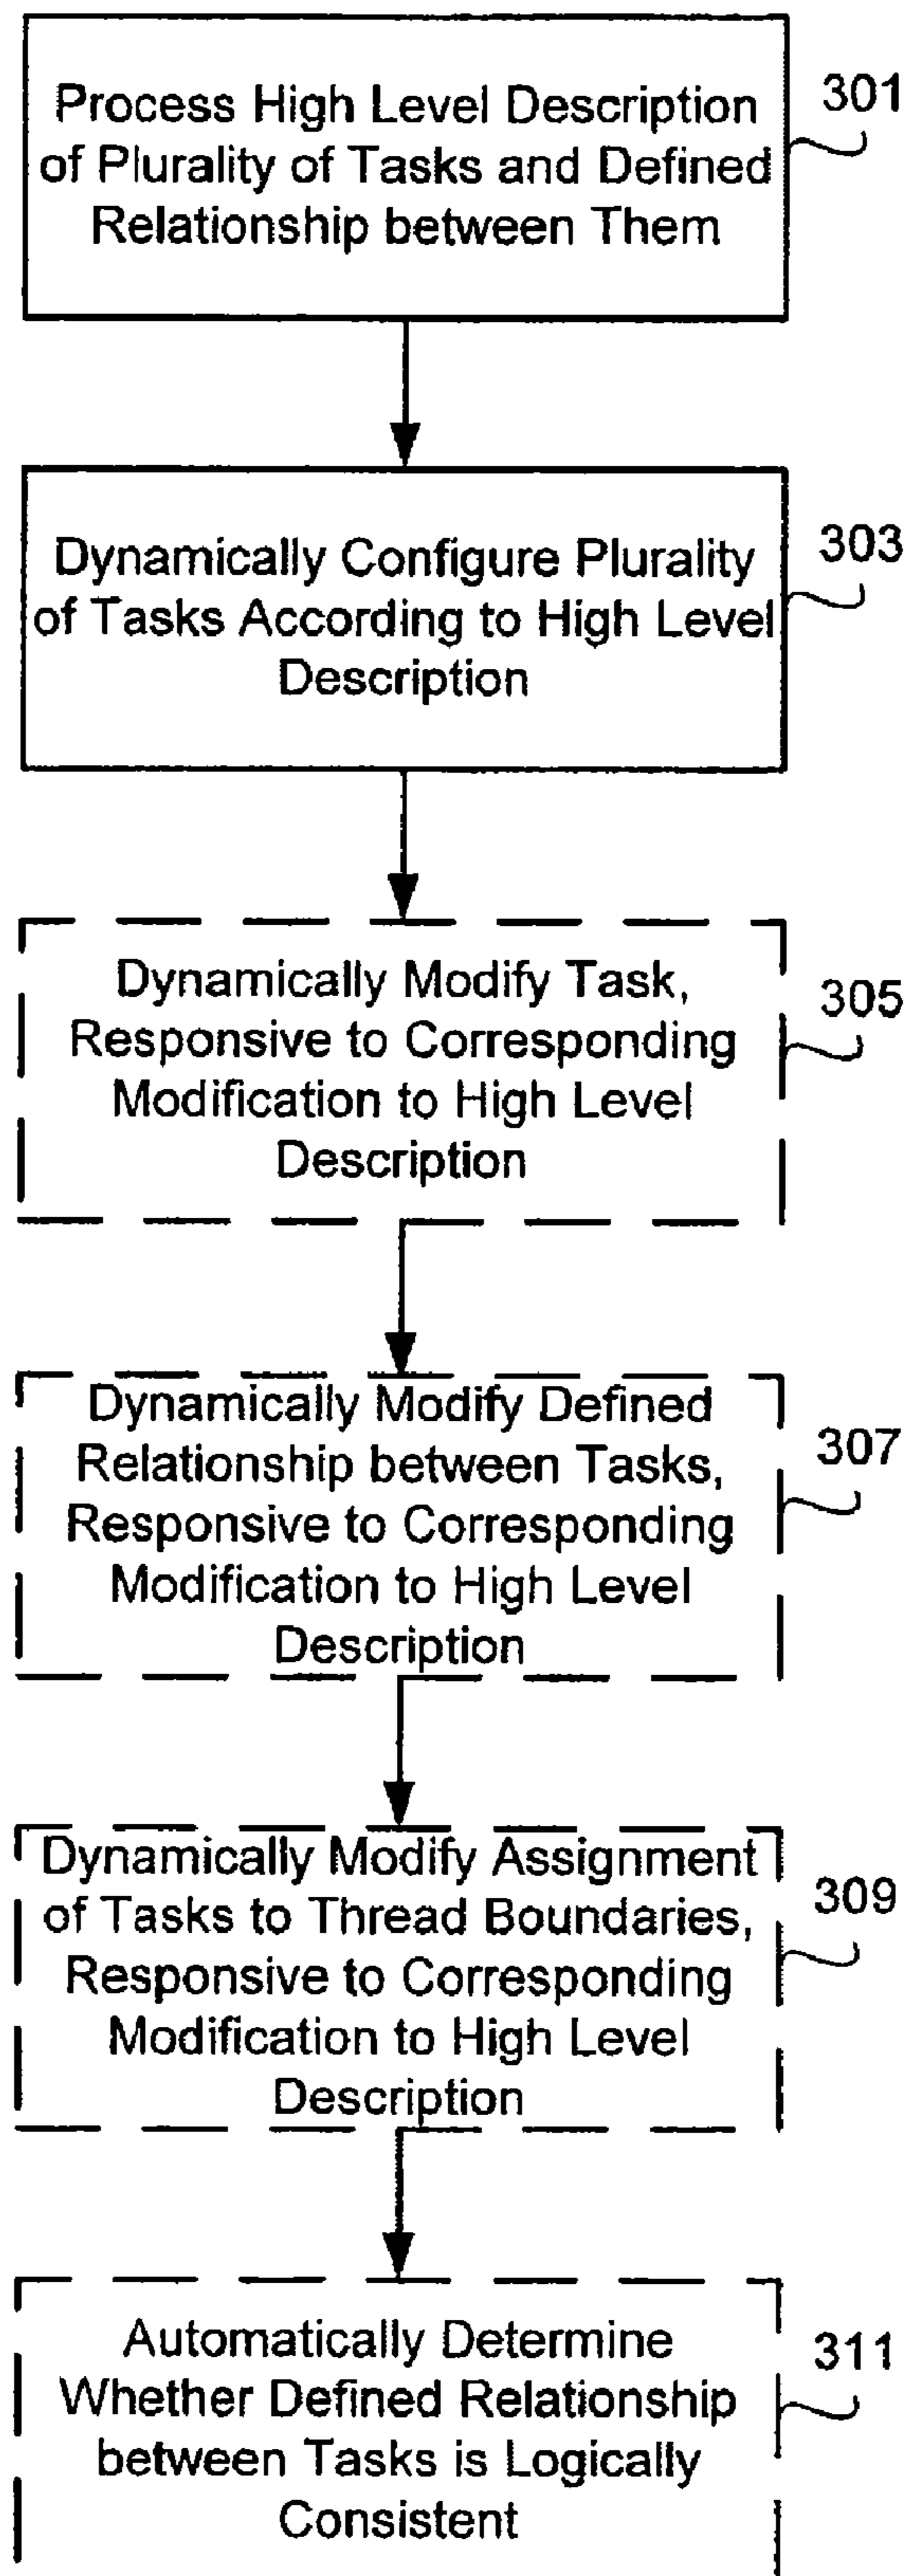 Process High Level Description
of Plurality of Tasks and Defined
Relationship between Them
301
Dynamically Configure Plurality
of Tasks According to High Level
Description
303
Dynamically Modify Task,
Responsive to Corresponding
Modification to High Level
Description
305
Dynamically Modify Defined
Relationship between Tasks,
Responsive to Corresponding
Modification to High Level
Description
307
Dynamically Modify Assignment
of Tasks to Thread Boundaries,
Responsive to Corresponding
Modification to High Level
Description
309
Automatically Determine
Whether Defined Relationship
between Tasks is Logically
Consistent
311